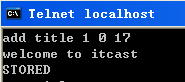 Telnet localhost
add title 1 0 17
welcome to itcast
STORED